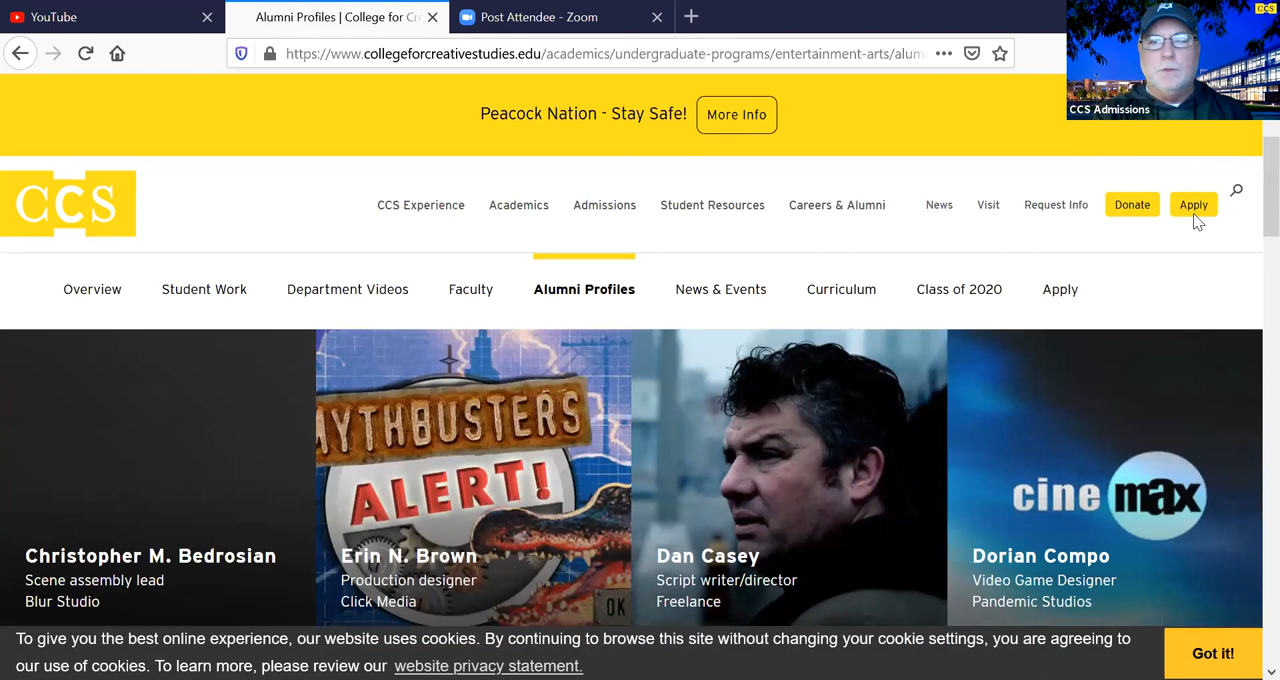 YouTube
Alumni Profiles | College for Cre
Post Attendee - Zoom
CCS
https://www.collegeforcreativestudies.edu/academics/undergraduate-programs/entertainment-arts/alum
CCS Admissions
Peacock Nation - Stay Safe!
More Info
CCS
CCS Experience
Academics
Admissions
Student Resources
Careers & Alumni
News
Visit
Request Info
Donate
Apply
Overview
Student Work
Department Videos
Faculty
Alumni Profiles
News & Events
Curriculum
Class of 2020
Apply
MYTHBUSTERS
ALERT!
OK
cinemax
Christopher M. Bedrosian
Scene assembly lead
Blur Studio
Erin N. Brown
Production designer
Click Media
Dan Casey
Script writer/director
Freelance
Dorian Compo
Video Game Designer
Pandemic Studios
To give you the best online experience, our website uses cookies. By continuing to browse this site without changing your cookie settings, you are agreeing to
our use of cookies. To learn more, please review our website privacy statement.
Got it!